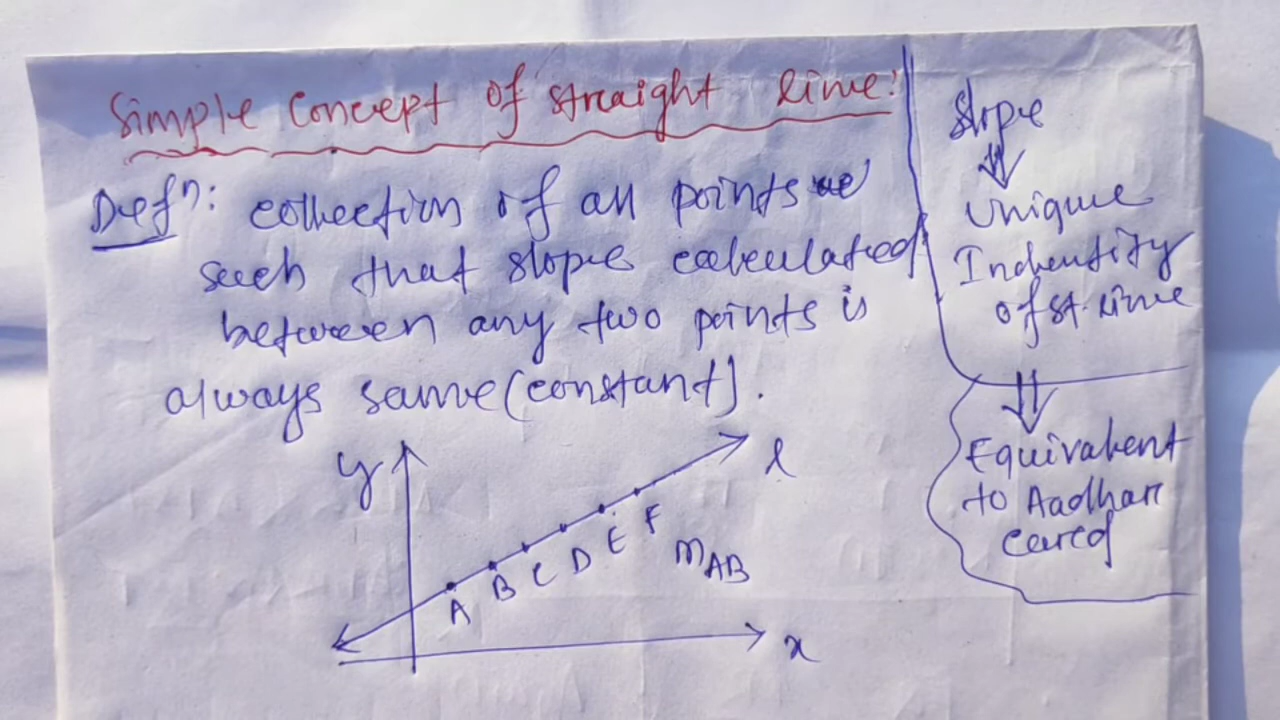 Simple Concept of straight line:
Defn: collection of all points
such that slope calculated
between any two points is
always same (constant).
Slope
⇓
Unique
Indentity
of st. line
⇓
Equivalent
to Aadhar
card
y
l
A B C D E F
mAB
x